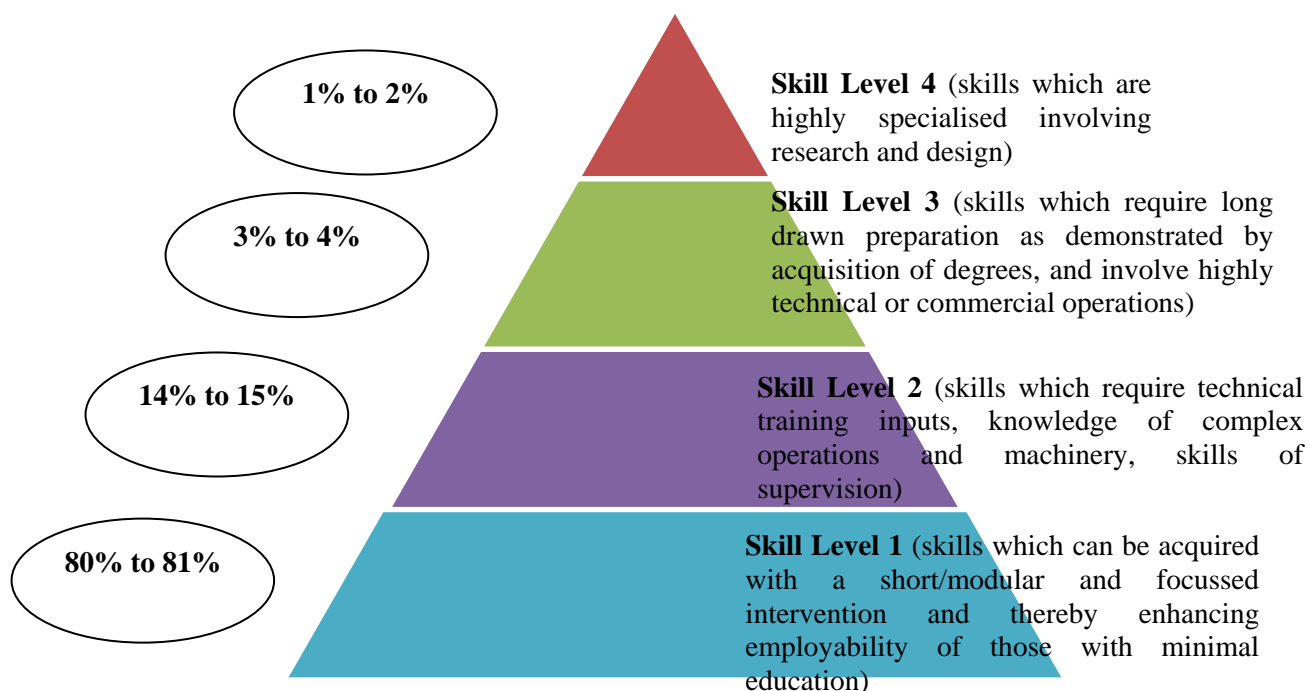 1% to 2%
Skill Level 4 (skills which are
highly specialised involving
research and design)
3% to 4%
Skill Level 3 (skills which require long
drawn preparation as demonstrated by
acquisition of degrees, and involve highly
technical or commercial operations)
14% to 15%
Skill Level 2 (skills which require technical
training inputs, knowledge of complex
operations and machinery, skills of
supervision)
80% to 81%
Skill Level 1 (skills which can be acquired
with a short/modular and focussed
intervention and thereby enhancing
employability of those with minimal
education)